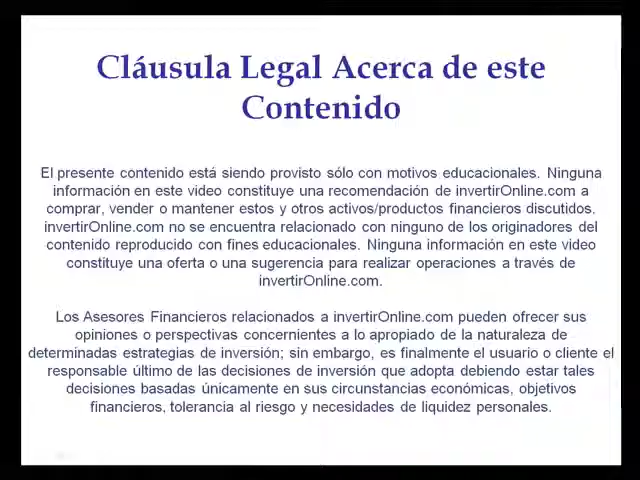 Cláusula Legal Acerca de este
Contenido
El presente contenido está siendo provisto sólo con motivos educacionales. Ninguna
información en este video constituye una recomendación de invertirOnline.com a
comprar, vender o mantener estos y otros activos/productos financieros discutidos.
invertirOnline.com no se encuentra relacionado con ninguno de los originadores del
contenido reproducido con fines educacionales. Ninguna información en este video
constituye una oferta o una sugerencia para realizar operaciones a través de
invertirOnline.com.
Los Asesores Financieros relacionados a invertirOnline.com pueden ofrecer sus
opiniones o perspectivas concernientes a lo apropiado de la naturaleza de
determinadas estrategias de inversión; sin embargo, es finalmente el usuario o cliente el
responsable último de las decisiones de inversión que adopta debiendo estar tales
decisiones basadas únicamente en sus circunstancias económicas, objetivos
financieros, tolerancia al riesgo y necesidades de liquidez personales.